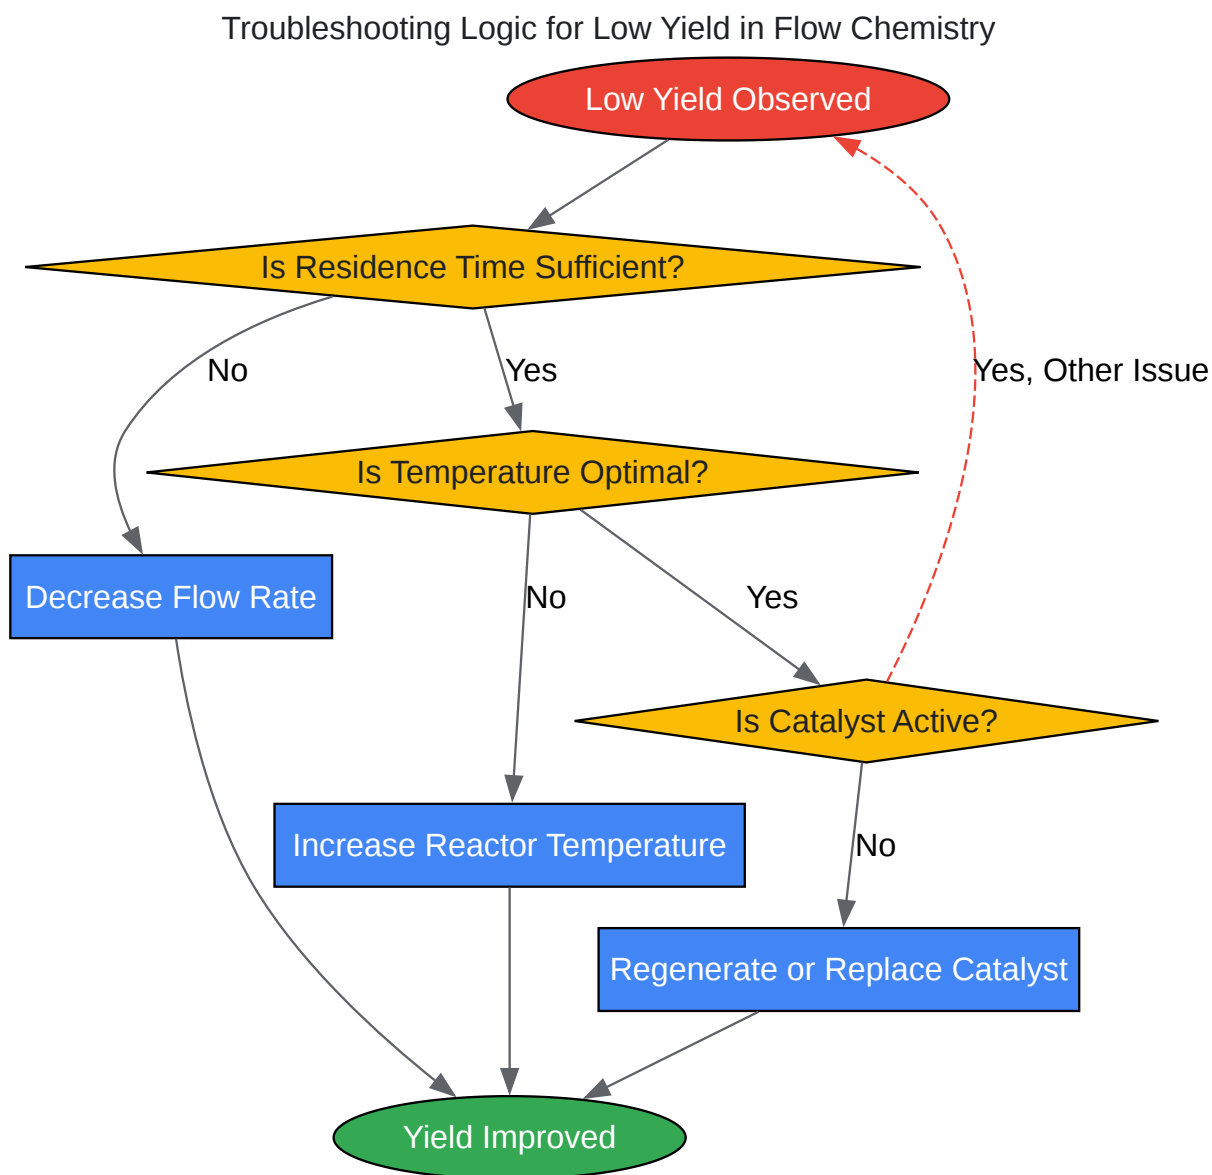 Troubleshooting Logic for Low Yield in Flow Chemistry
Low Yield Observed
Is Residence Time Sufficient?
No
Yes
Yes, Other Issue
Is Temperature Optimal?
Decrease Flow Rate
No
Yes
Is Catalyst Active?
Increase Reactor Temperature
No
Regenerate or Replace Catalyst
Yield Improved